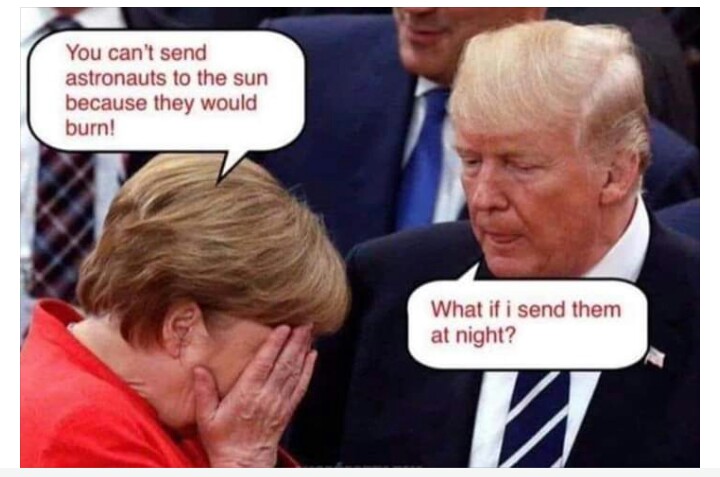 You can't send
astronauts to the sun
because they would
burn!
What if i send them
at night?